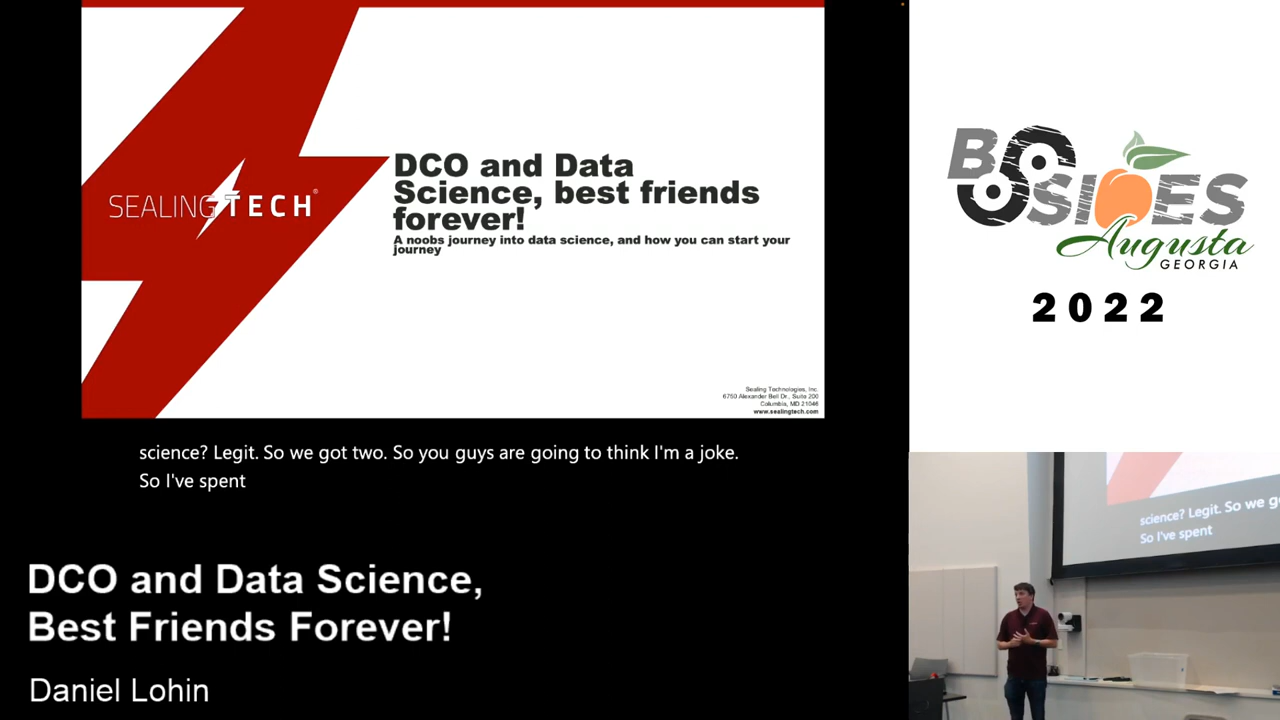 SEALING TECH®
DCO and Data
Science, best friends
forever!
A noobs journey into data science, and how you can start your
journey
Sealing Technologies, Inc.
6750 Alexander Bell Dr., Suite 200
Columbia, MD 21046
www.sealingtech.com
science? Legit. So we got two. So you guys are going to think I'm a joke.
So I've spent
DCO and Data Science,
Best Friends Forever!
Daniel Lohin
BSIDES
Augusta
GEORGIA
2022
science? Legit. So we g
So I've spent